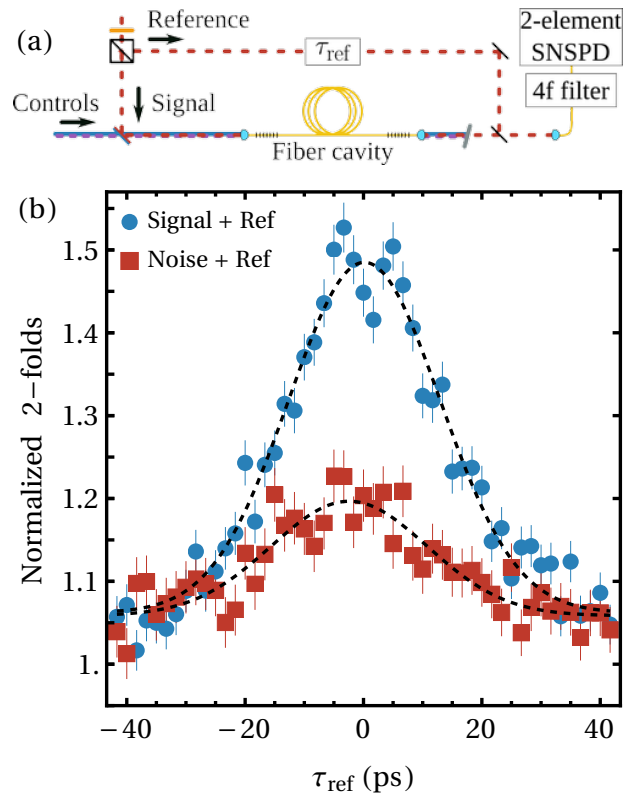 (a)
Reference
τref
2-element
SNSPD
4f filter
Controls
Signal
Fiber cavity
(b)
Signal + Ref
Noise + Ref
1.5
1.4
1.3
1.2
1.1
1.
Normalized 2−folds
−40
−20
0
20
40
τref (ps)